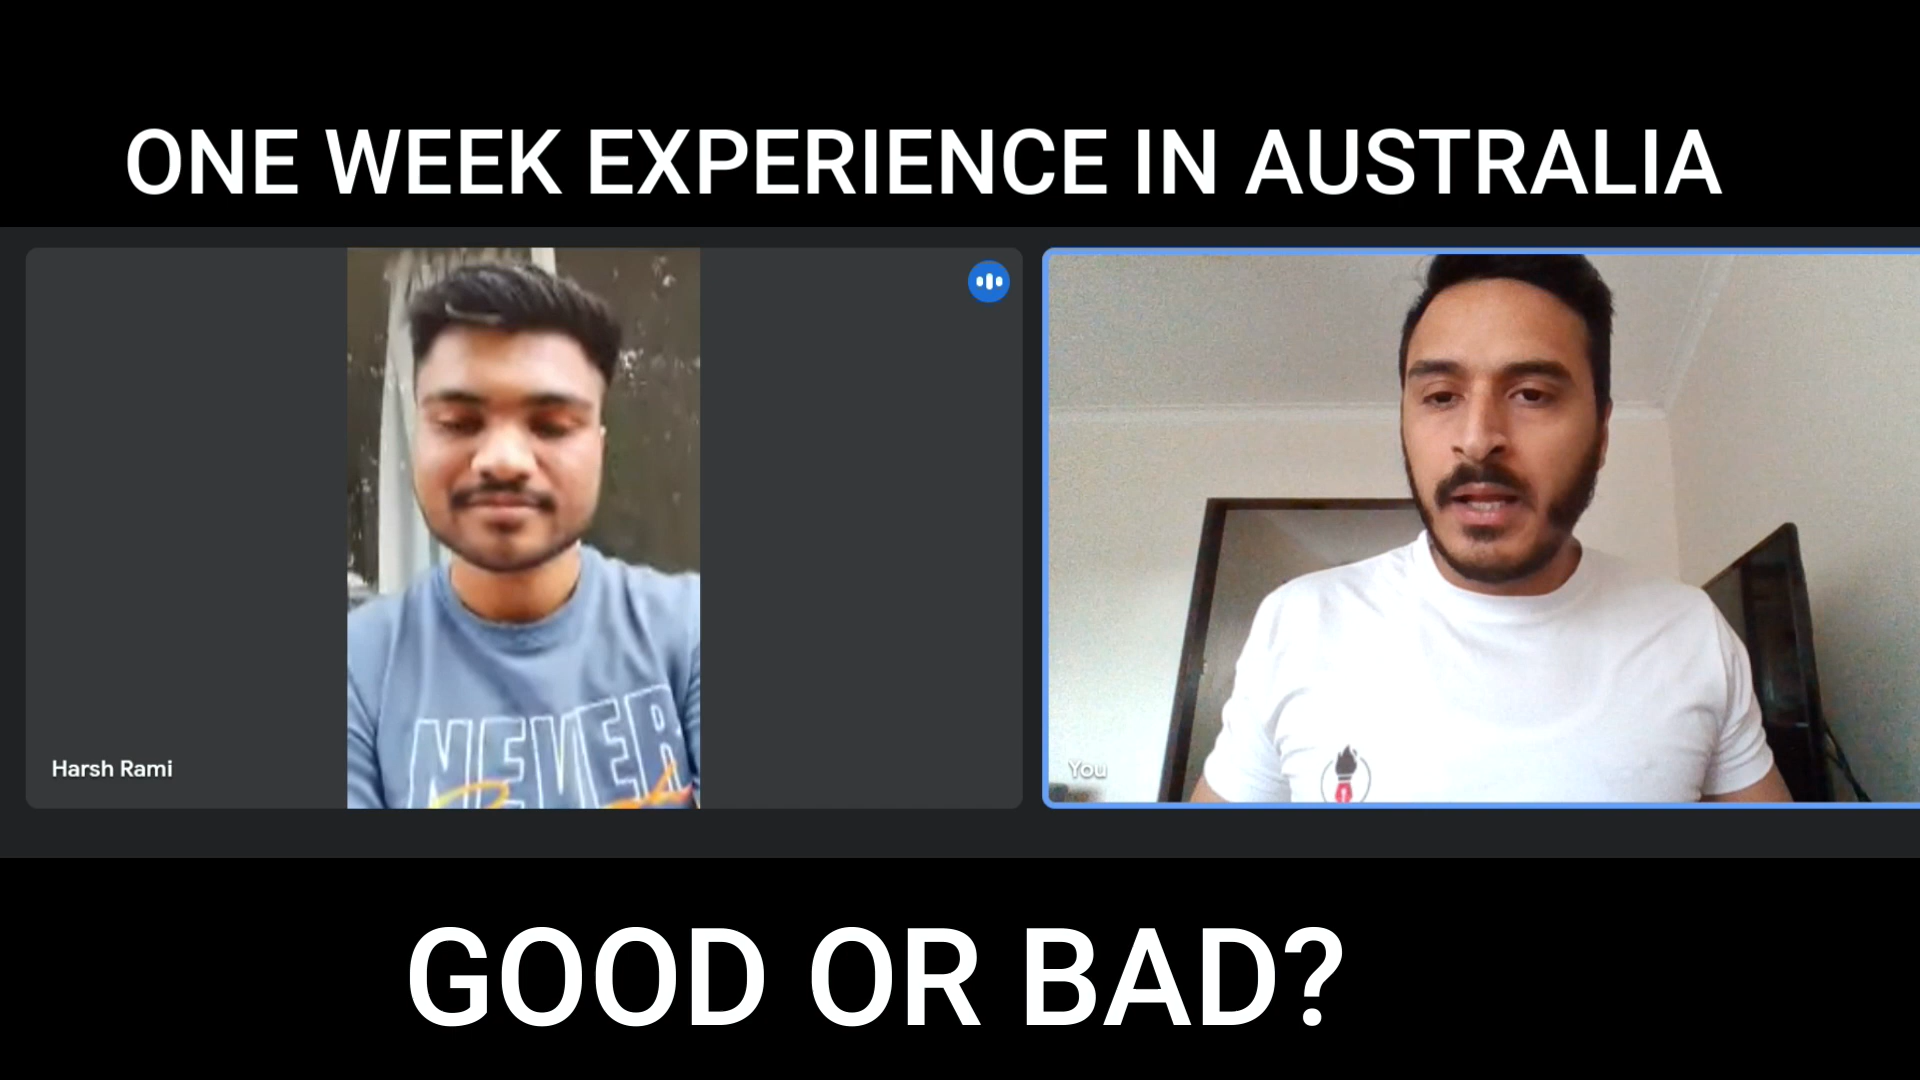 ONE WEEK EXPERIENCE IN AUSTRALIA
NEVER
Harsh Rami
You
GOOD OR BAD?